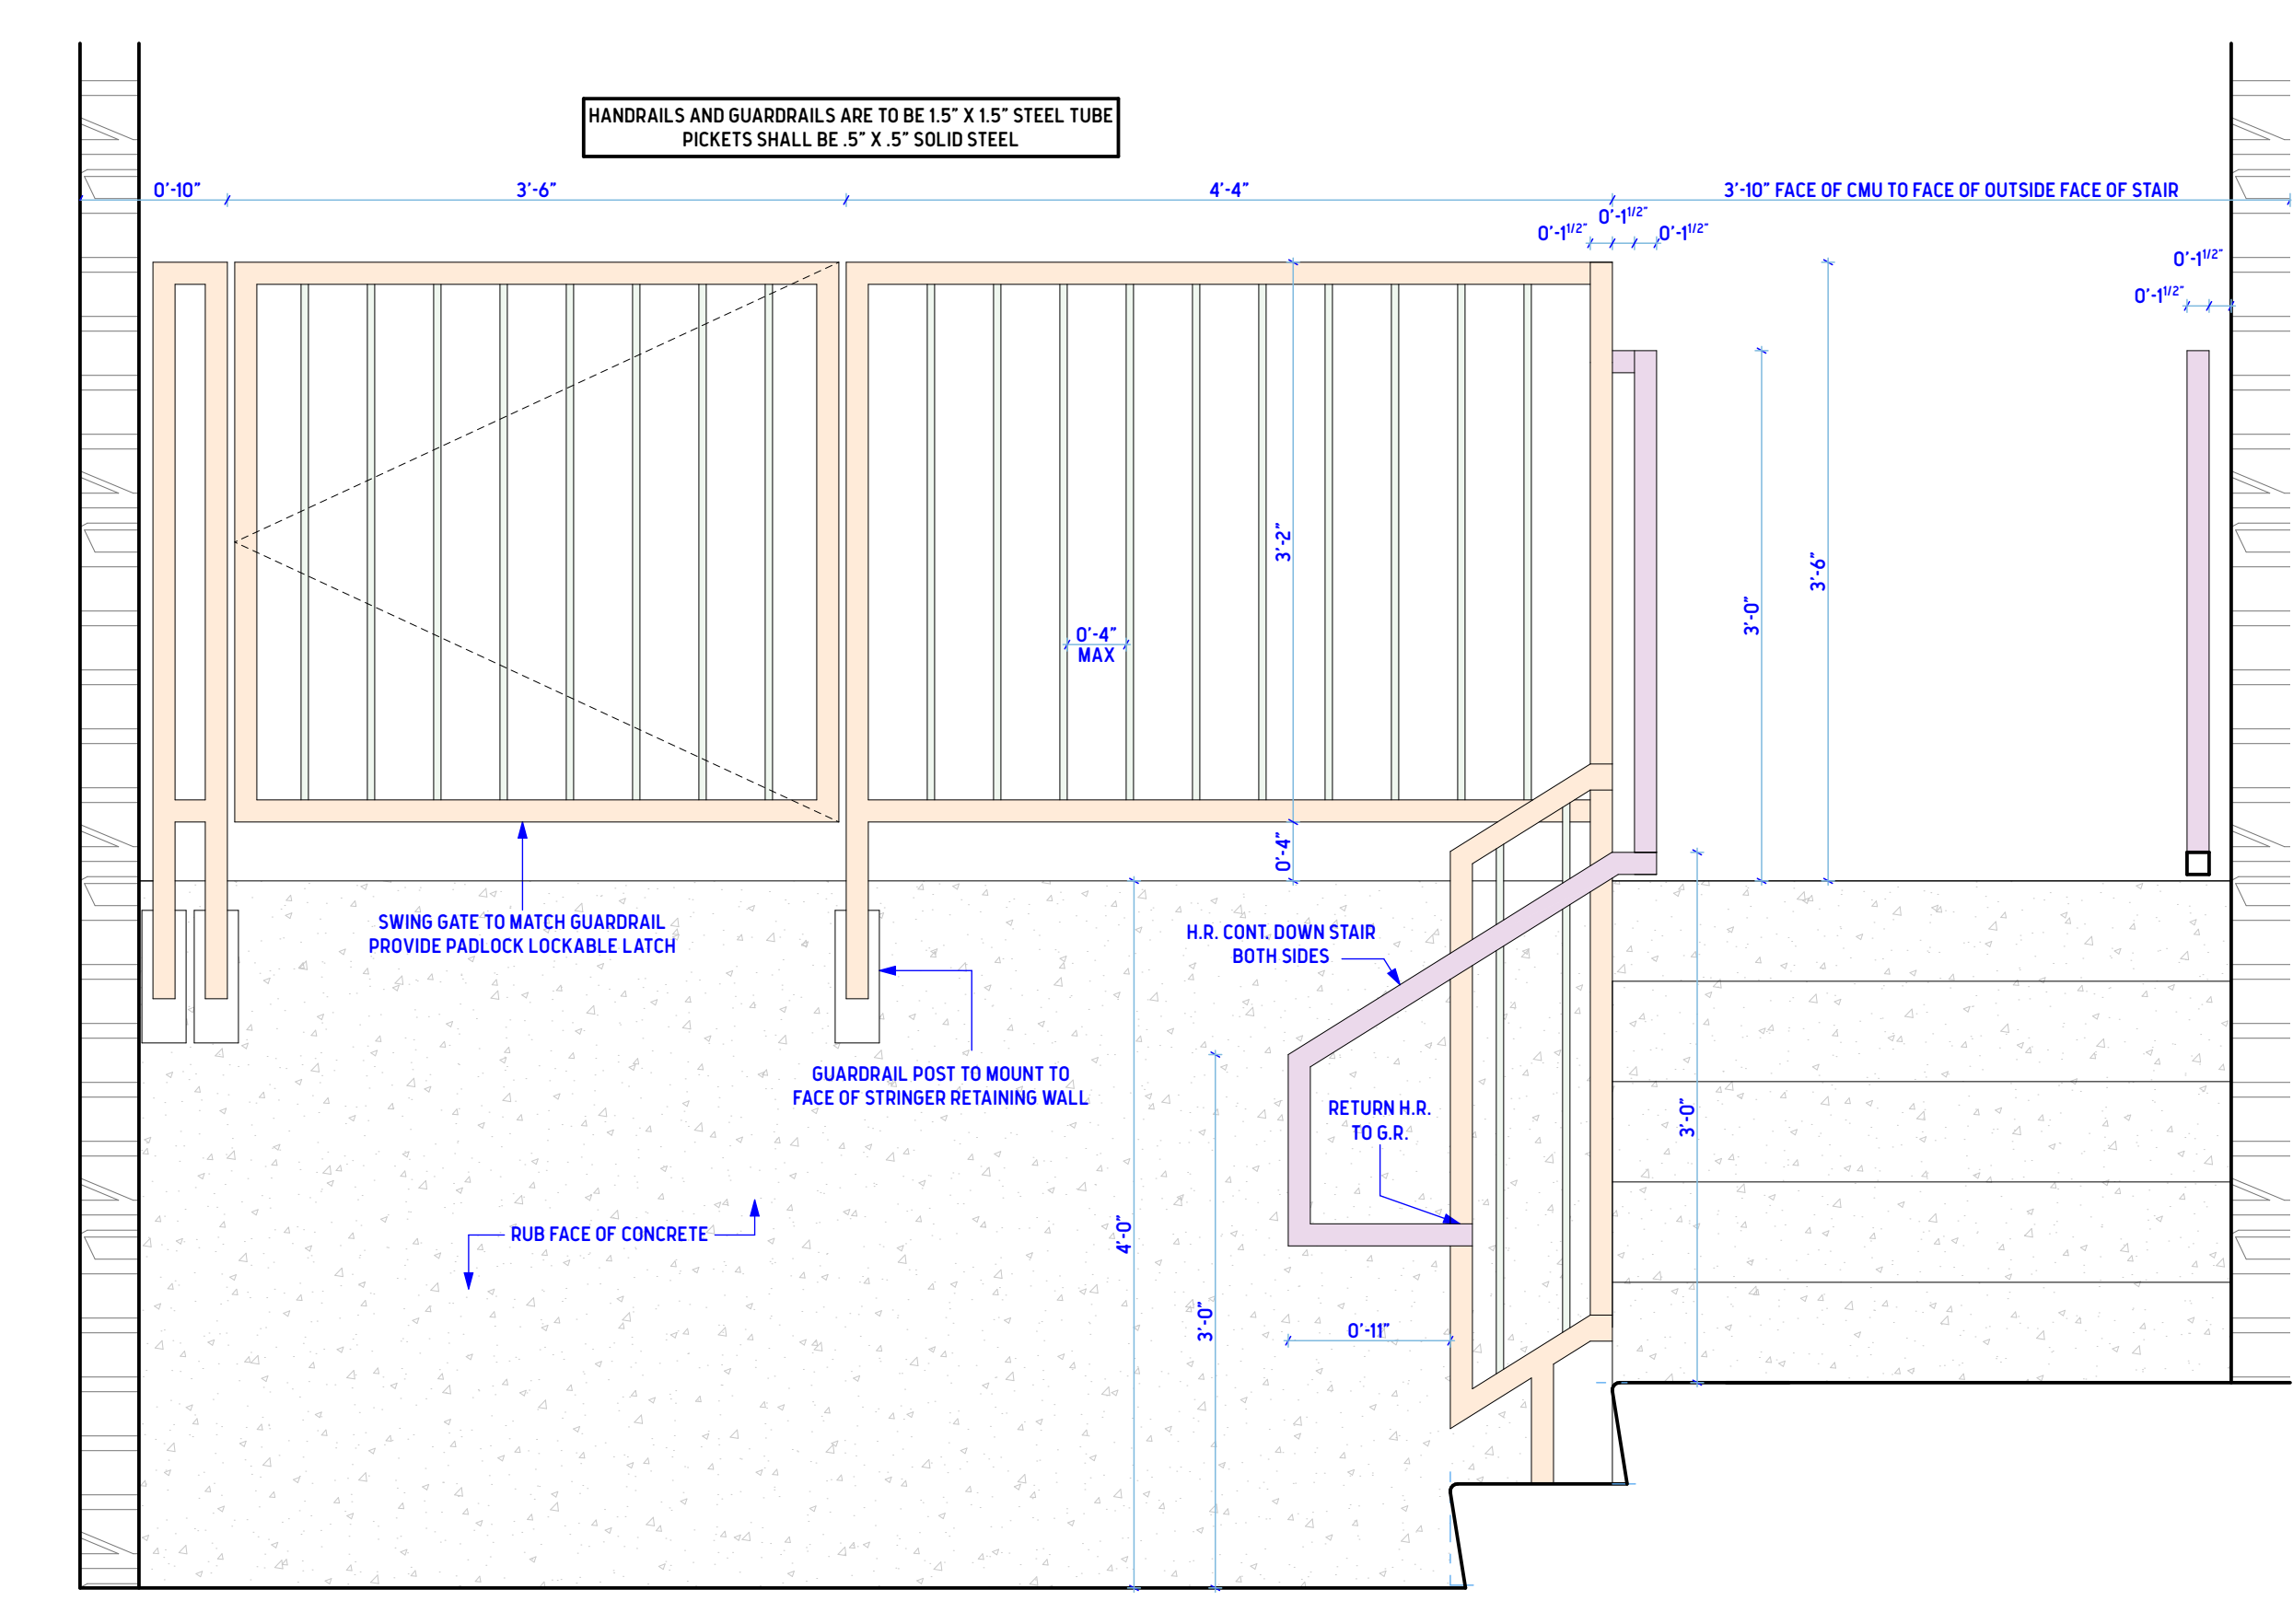 HANDRAILS AND GUARDRAILS ARE TO BE 1.5" X 1.5" STEEL TUBE
PICKETS SHALL BE .5" X .5" SOLID STEEL
0'-10"
3'-6"
4'-4"
3'-10" FACE OF CMU TO FACE OF OUTSIDE FACE OF STAIR
0'-1 1/2"
0'-1 1/2"
0'-1 1/2"
0'-1 1/2"
0'-1 1/2"
3'-2"
3'-6"
3'-0"
0'-4"
MAX
0'-4"
SWING GATE TO MATCH GUARDRAIL
PROVIDE PADLOCK LOCKABLE LATCH
H.R. CONT. DOWN STAIR
BOTH SIDES
GUARDRAIL POST TO MOUNT TO
FACE OF STRINGER RETAINING WALL
RETURN H.R.
TO G.R.
3'-0"
RUB FACE OF CONCRETE
4'-0"
3'-0"
0'-11"